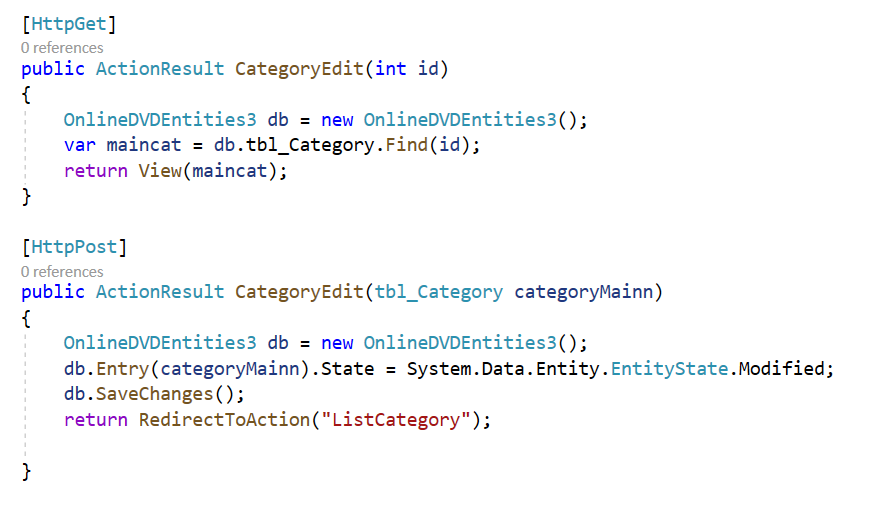 [HttpGet]
0 references
public ActionResult CategoryEdit(int id)
{
OnlineDVDEntities3 db = new OnlineDVDEntities3();
var maincat = db.tbl_Category.Find(id);
return View(maincat);
}
[HttpPost]
0 references
public ActionResult CategoryEdit(tbl_Category categoryMainn)
{
OnlineDVDEntities3 db = new OnlineDVDEntities3();
db.Entry(categoryMainn).State = System.Data.Entity.EntityState.Modified;
db.SaveChanges();
return RedirectToAction("ListCategory");
}